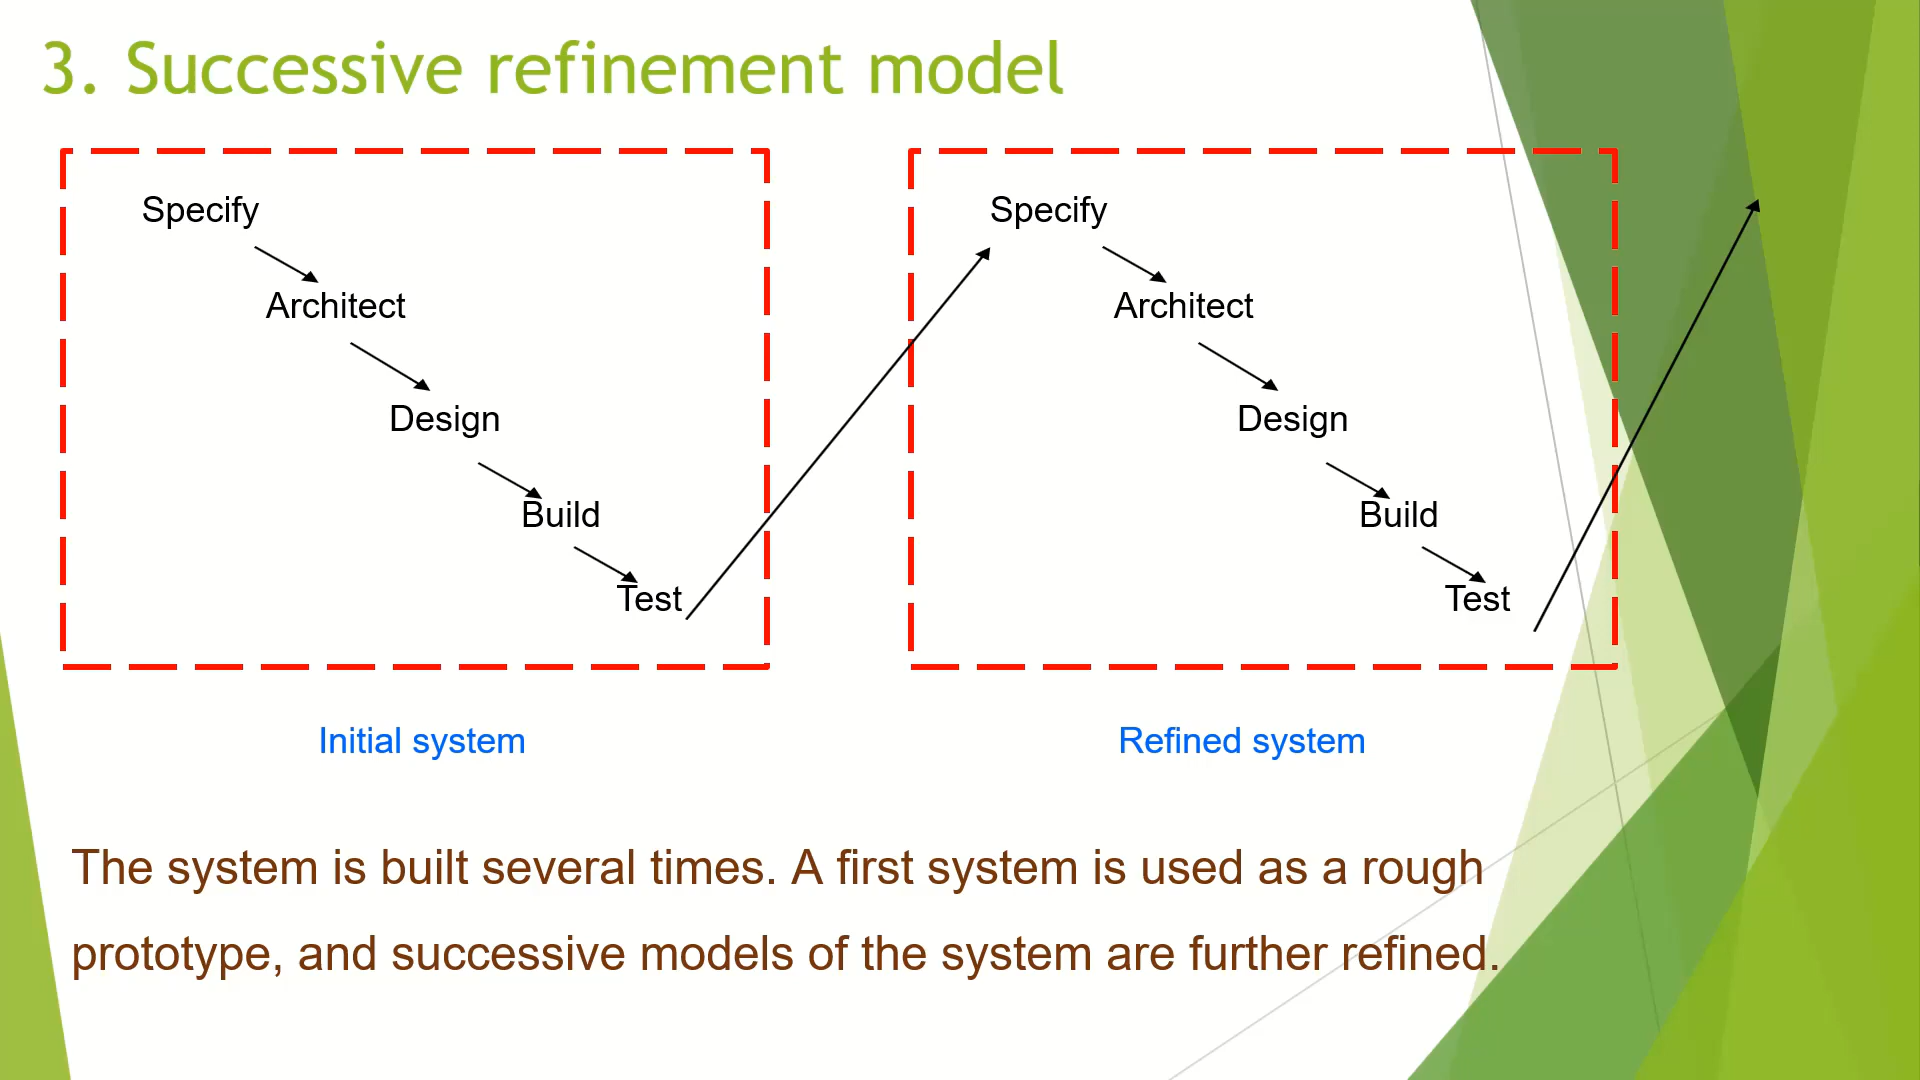 3. Successive refinement model
Specify
Architect
Design
Build
Test
Initial system
Specify
Architect
Design
Build
Test
Refined system
The system is built several times. A first system is used as a rough
prototype, and successive models of the system are further refined.